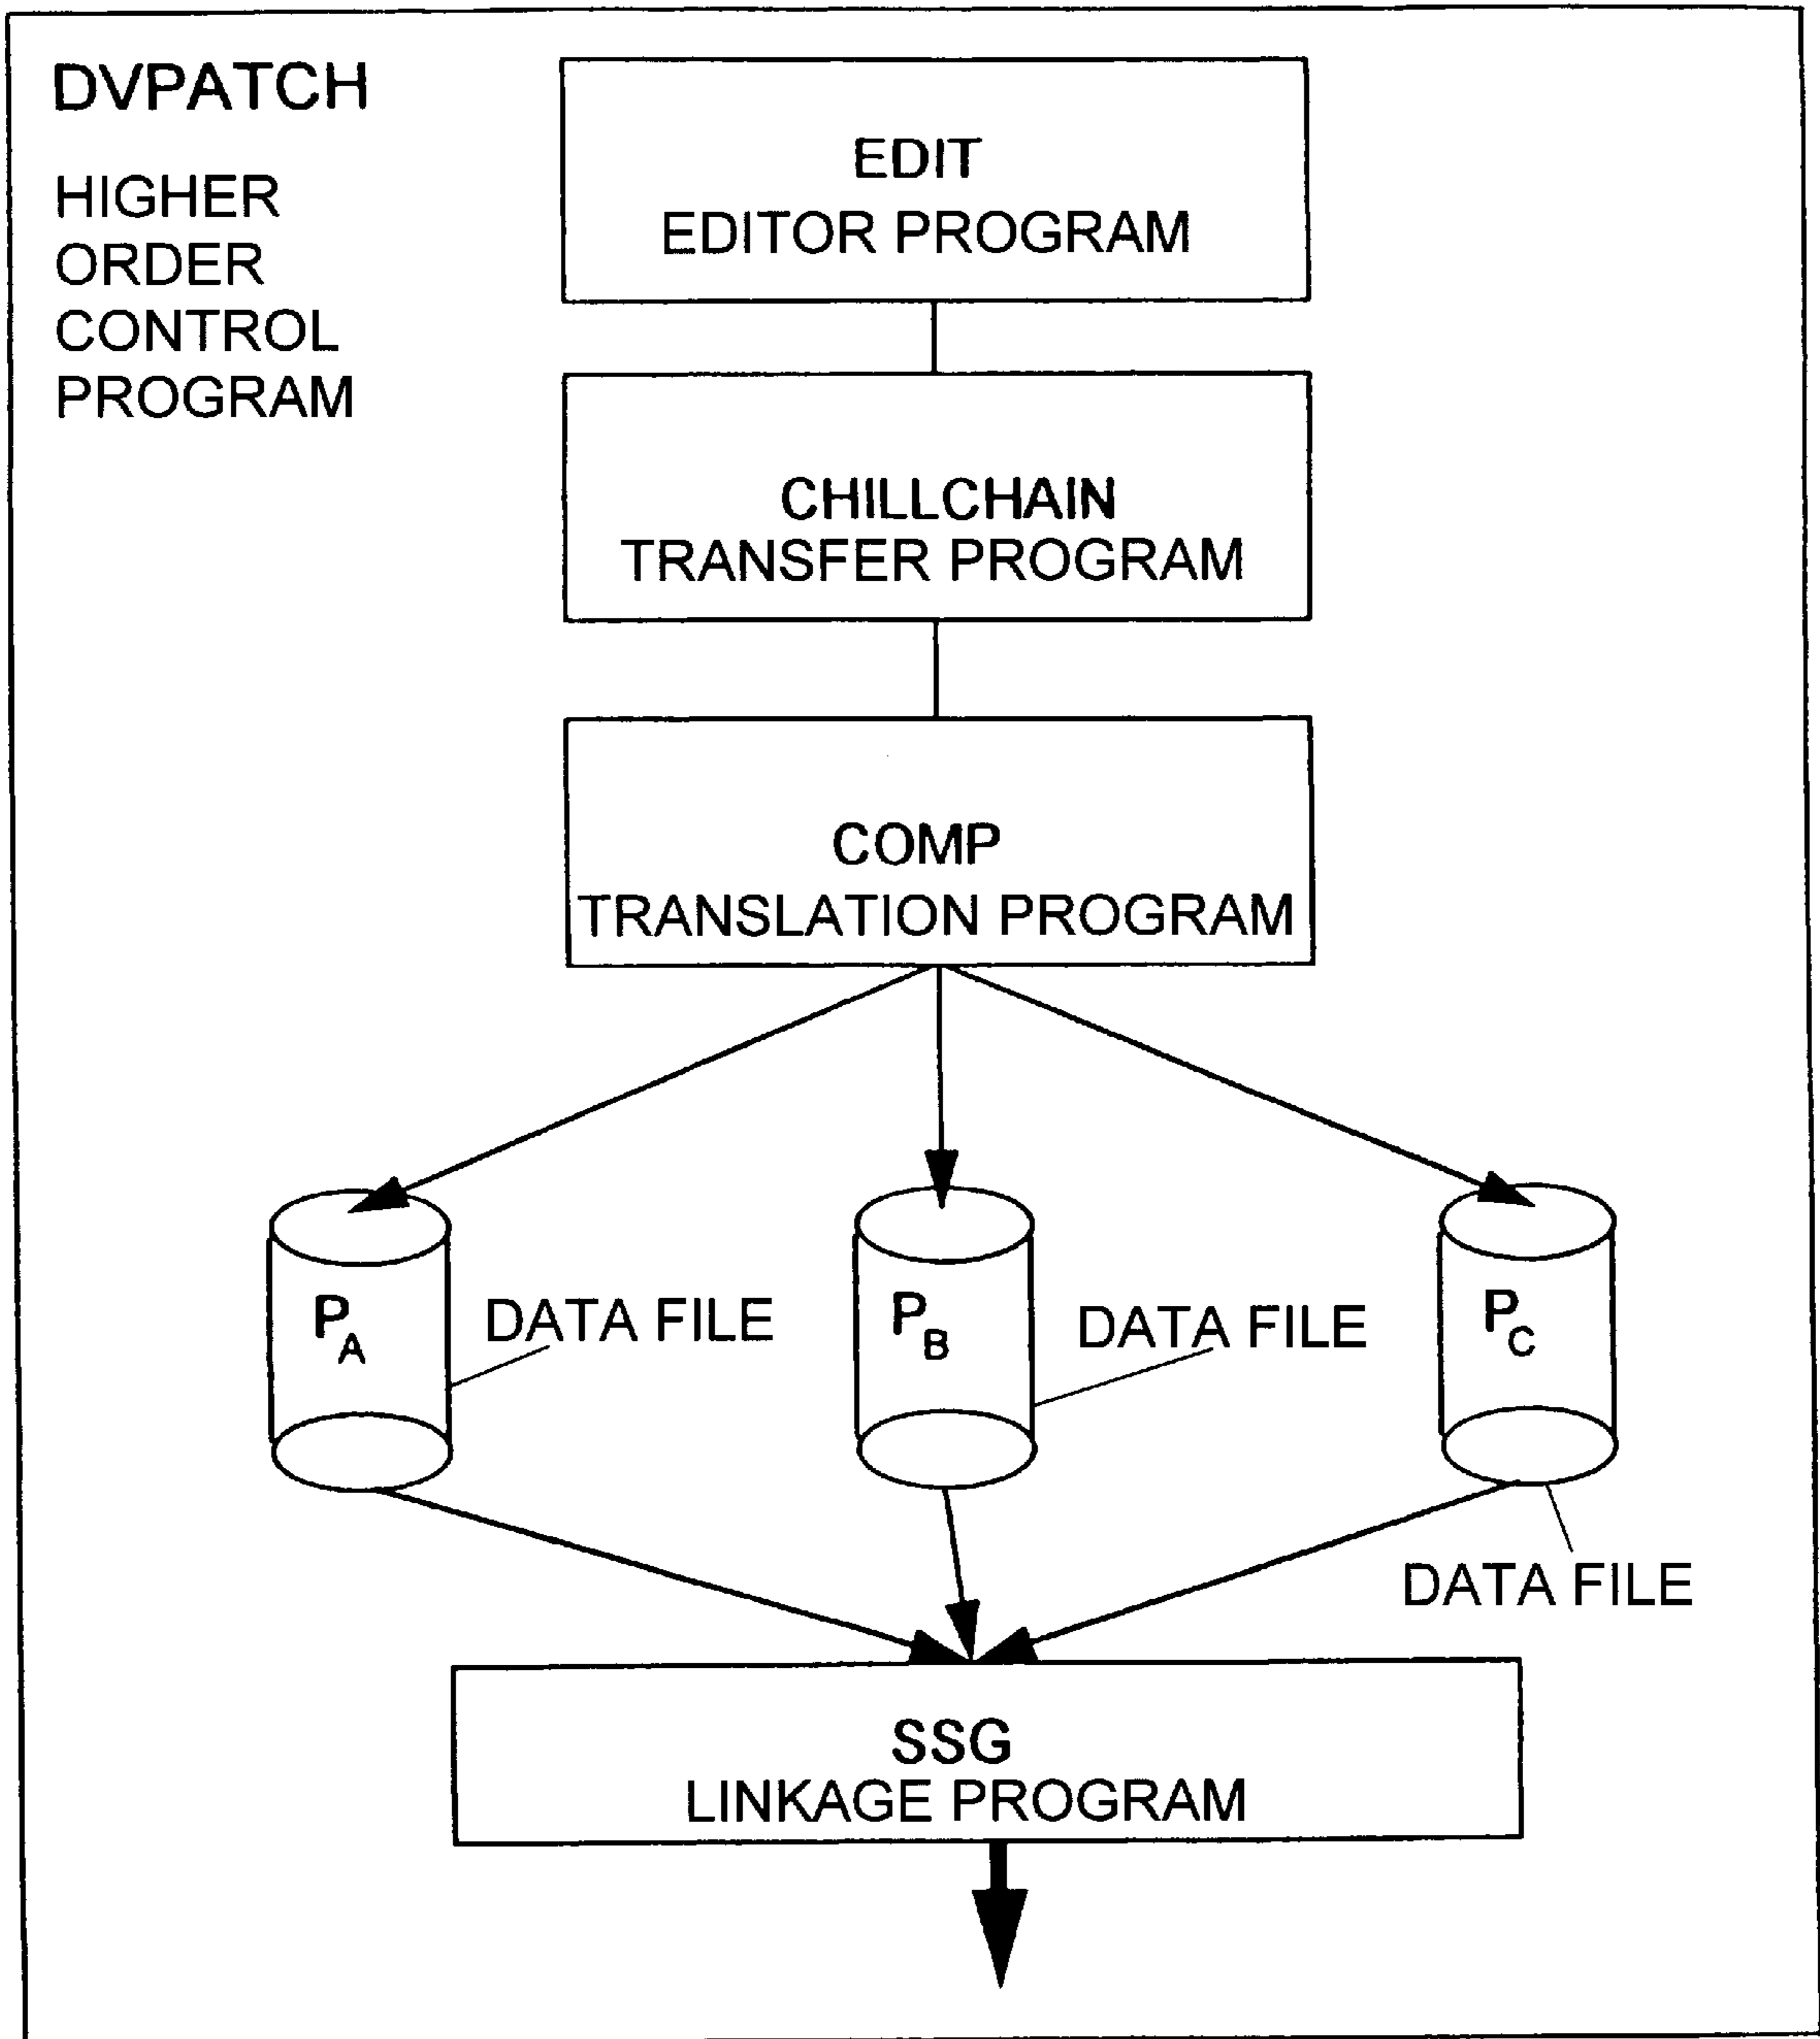 DVPATCH
HIGHER
ORDER
CONTROL
PROGRAM
EDIT
EDITOR PROGRAM
CHILLCHAIN
TRANSFER PROGRAM
COMP
TRANSLATION PROGRAM
PA
DATA FILE
PB
DATA FILE
PC
DATA FILE
SSG
LINKAGE PROGRAM